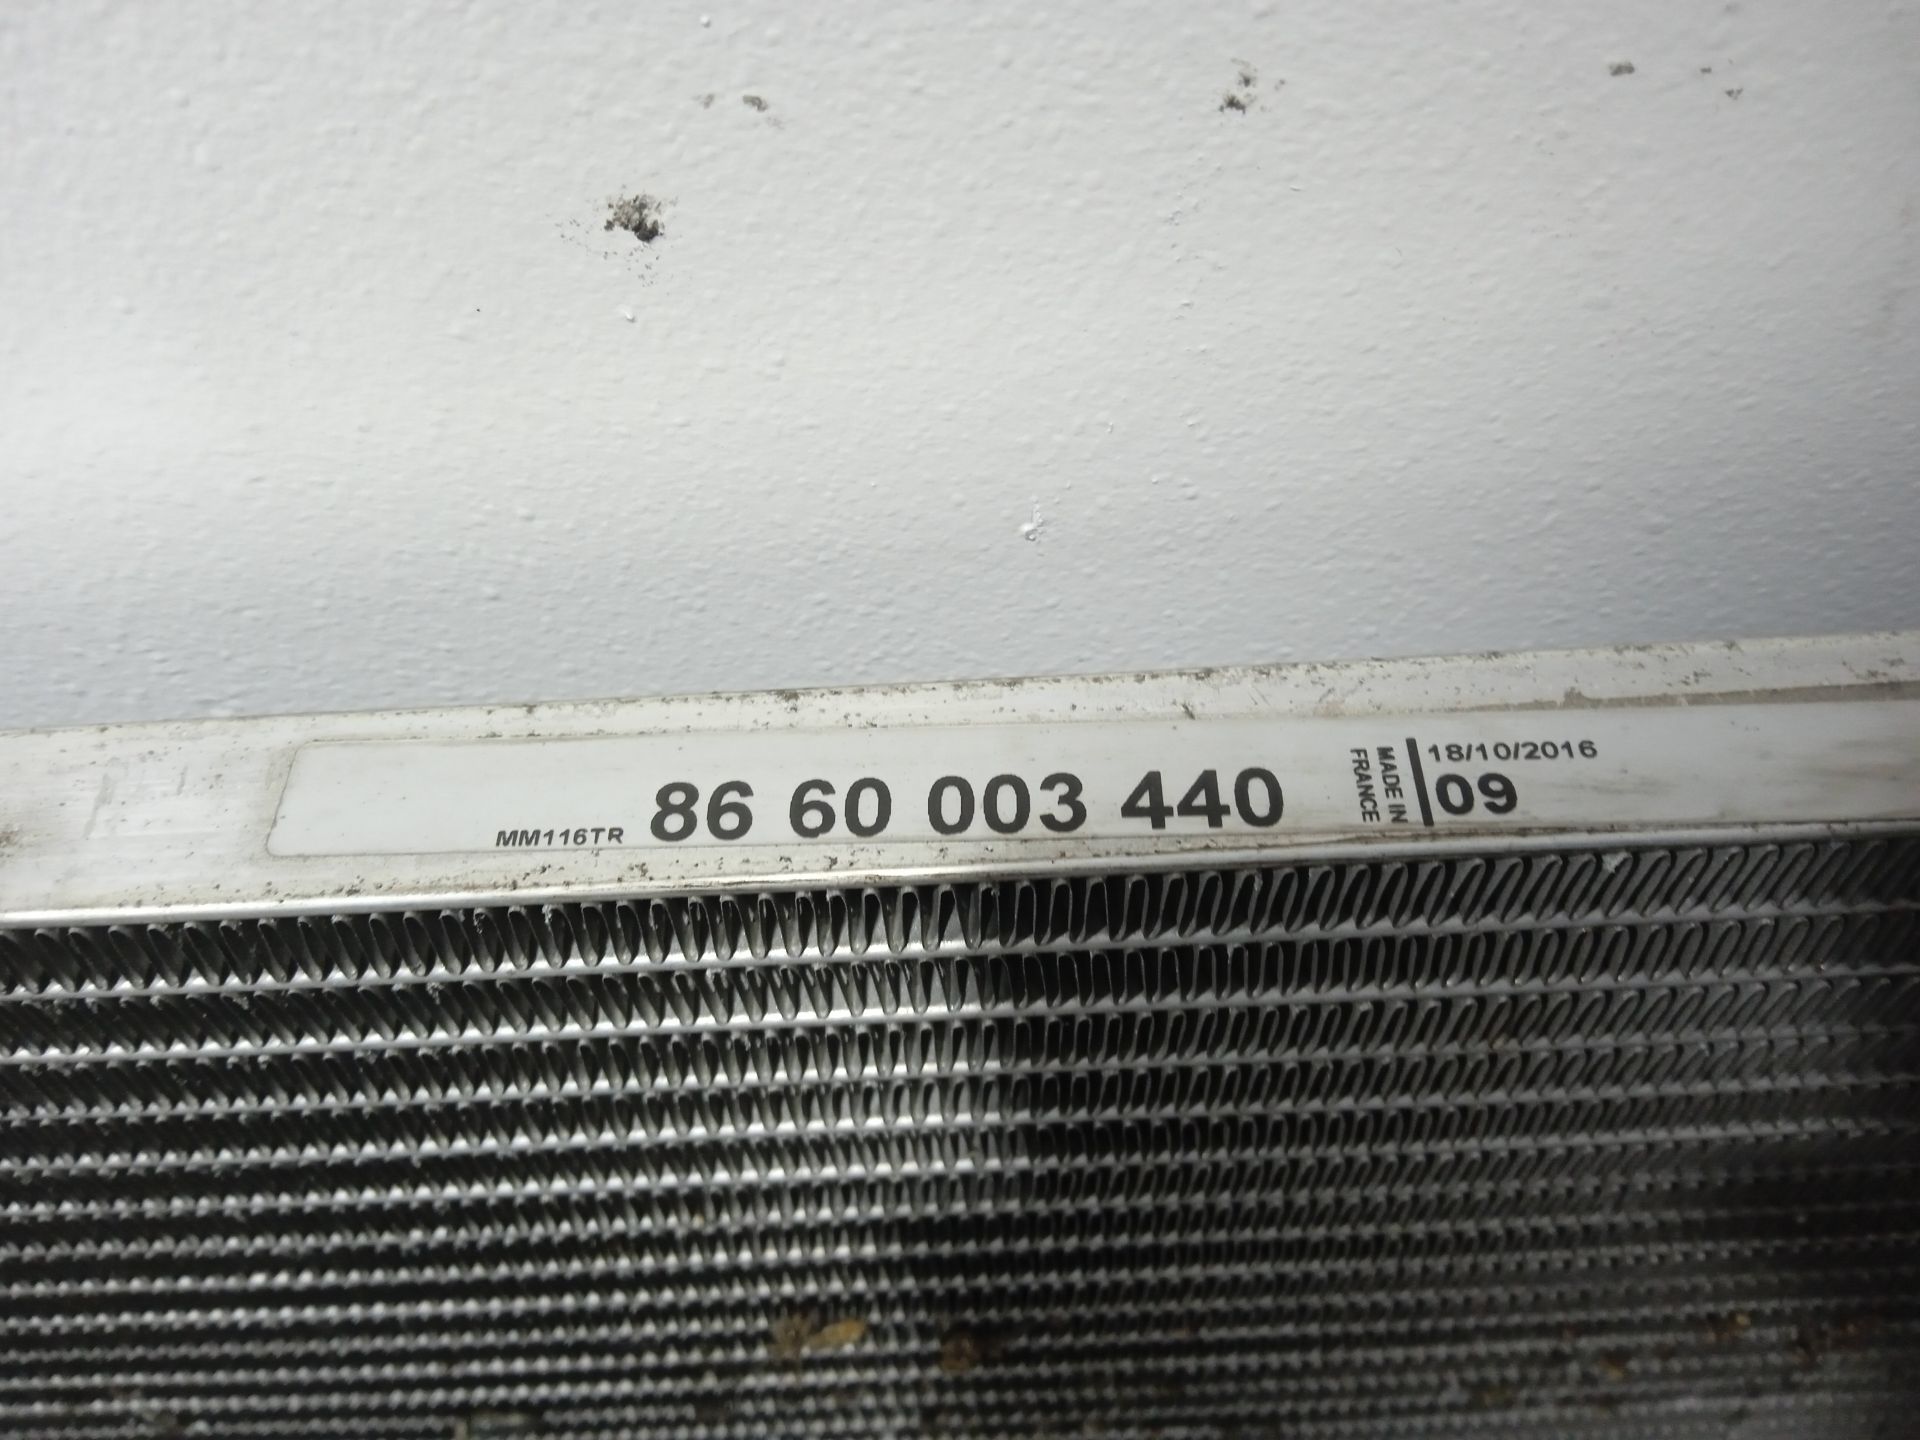 MM116TR 86 60 003 440
MADE IN
FRANCE
18/10/2016
09